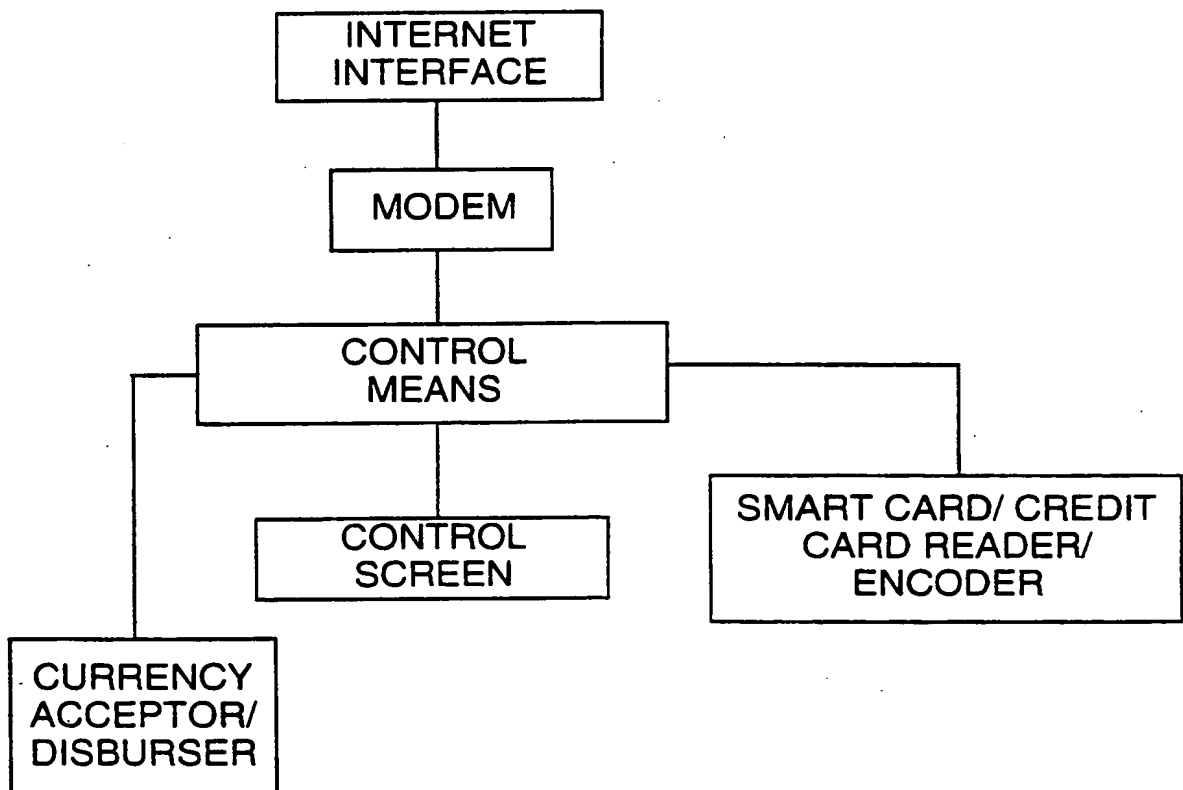 INTERNET
INTERFACE
MODEM
CONTROL
MEANS
CONTROL
SCREEN
SMART CARD/ CREDIT
CARD READER/
ENCODER
CURRENCY
ACCEPTOR/
DISBURSER